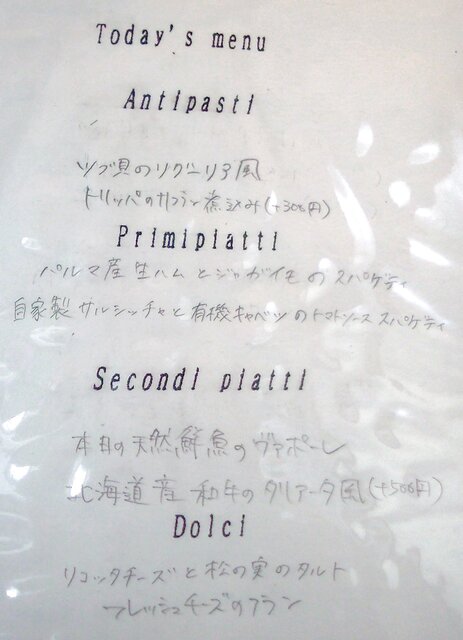 Today's menu
Antipasti
ツブ貝のリグーリア風
トリッパのサフラン煮込み(+300円)
Primipiatti
パルマ産生ハムとジャガイモのスパゲティ
自家製サルシッチャと有機キャベツのトマトソーススパゲティ
Secondi piatti
本日の天然鮮魚のヴァポーレ
北海道産和牛のタリアータ風(+500円)
Dolci
リコッタチーズと松の実のタルト
フレッシュチーズのフラン